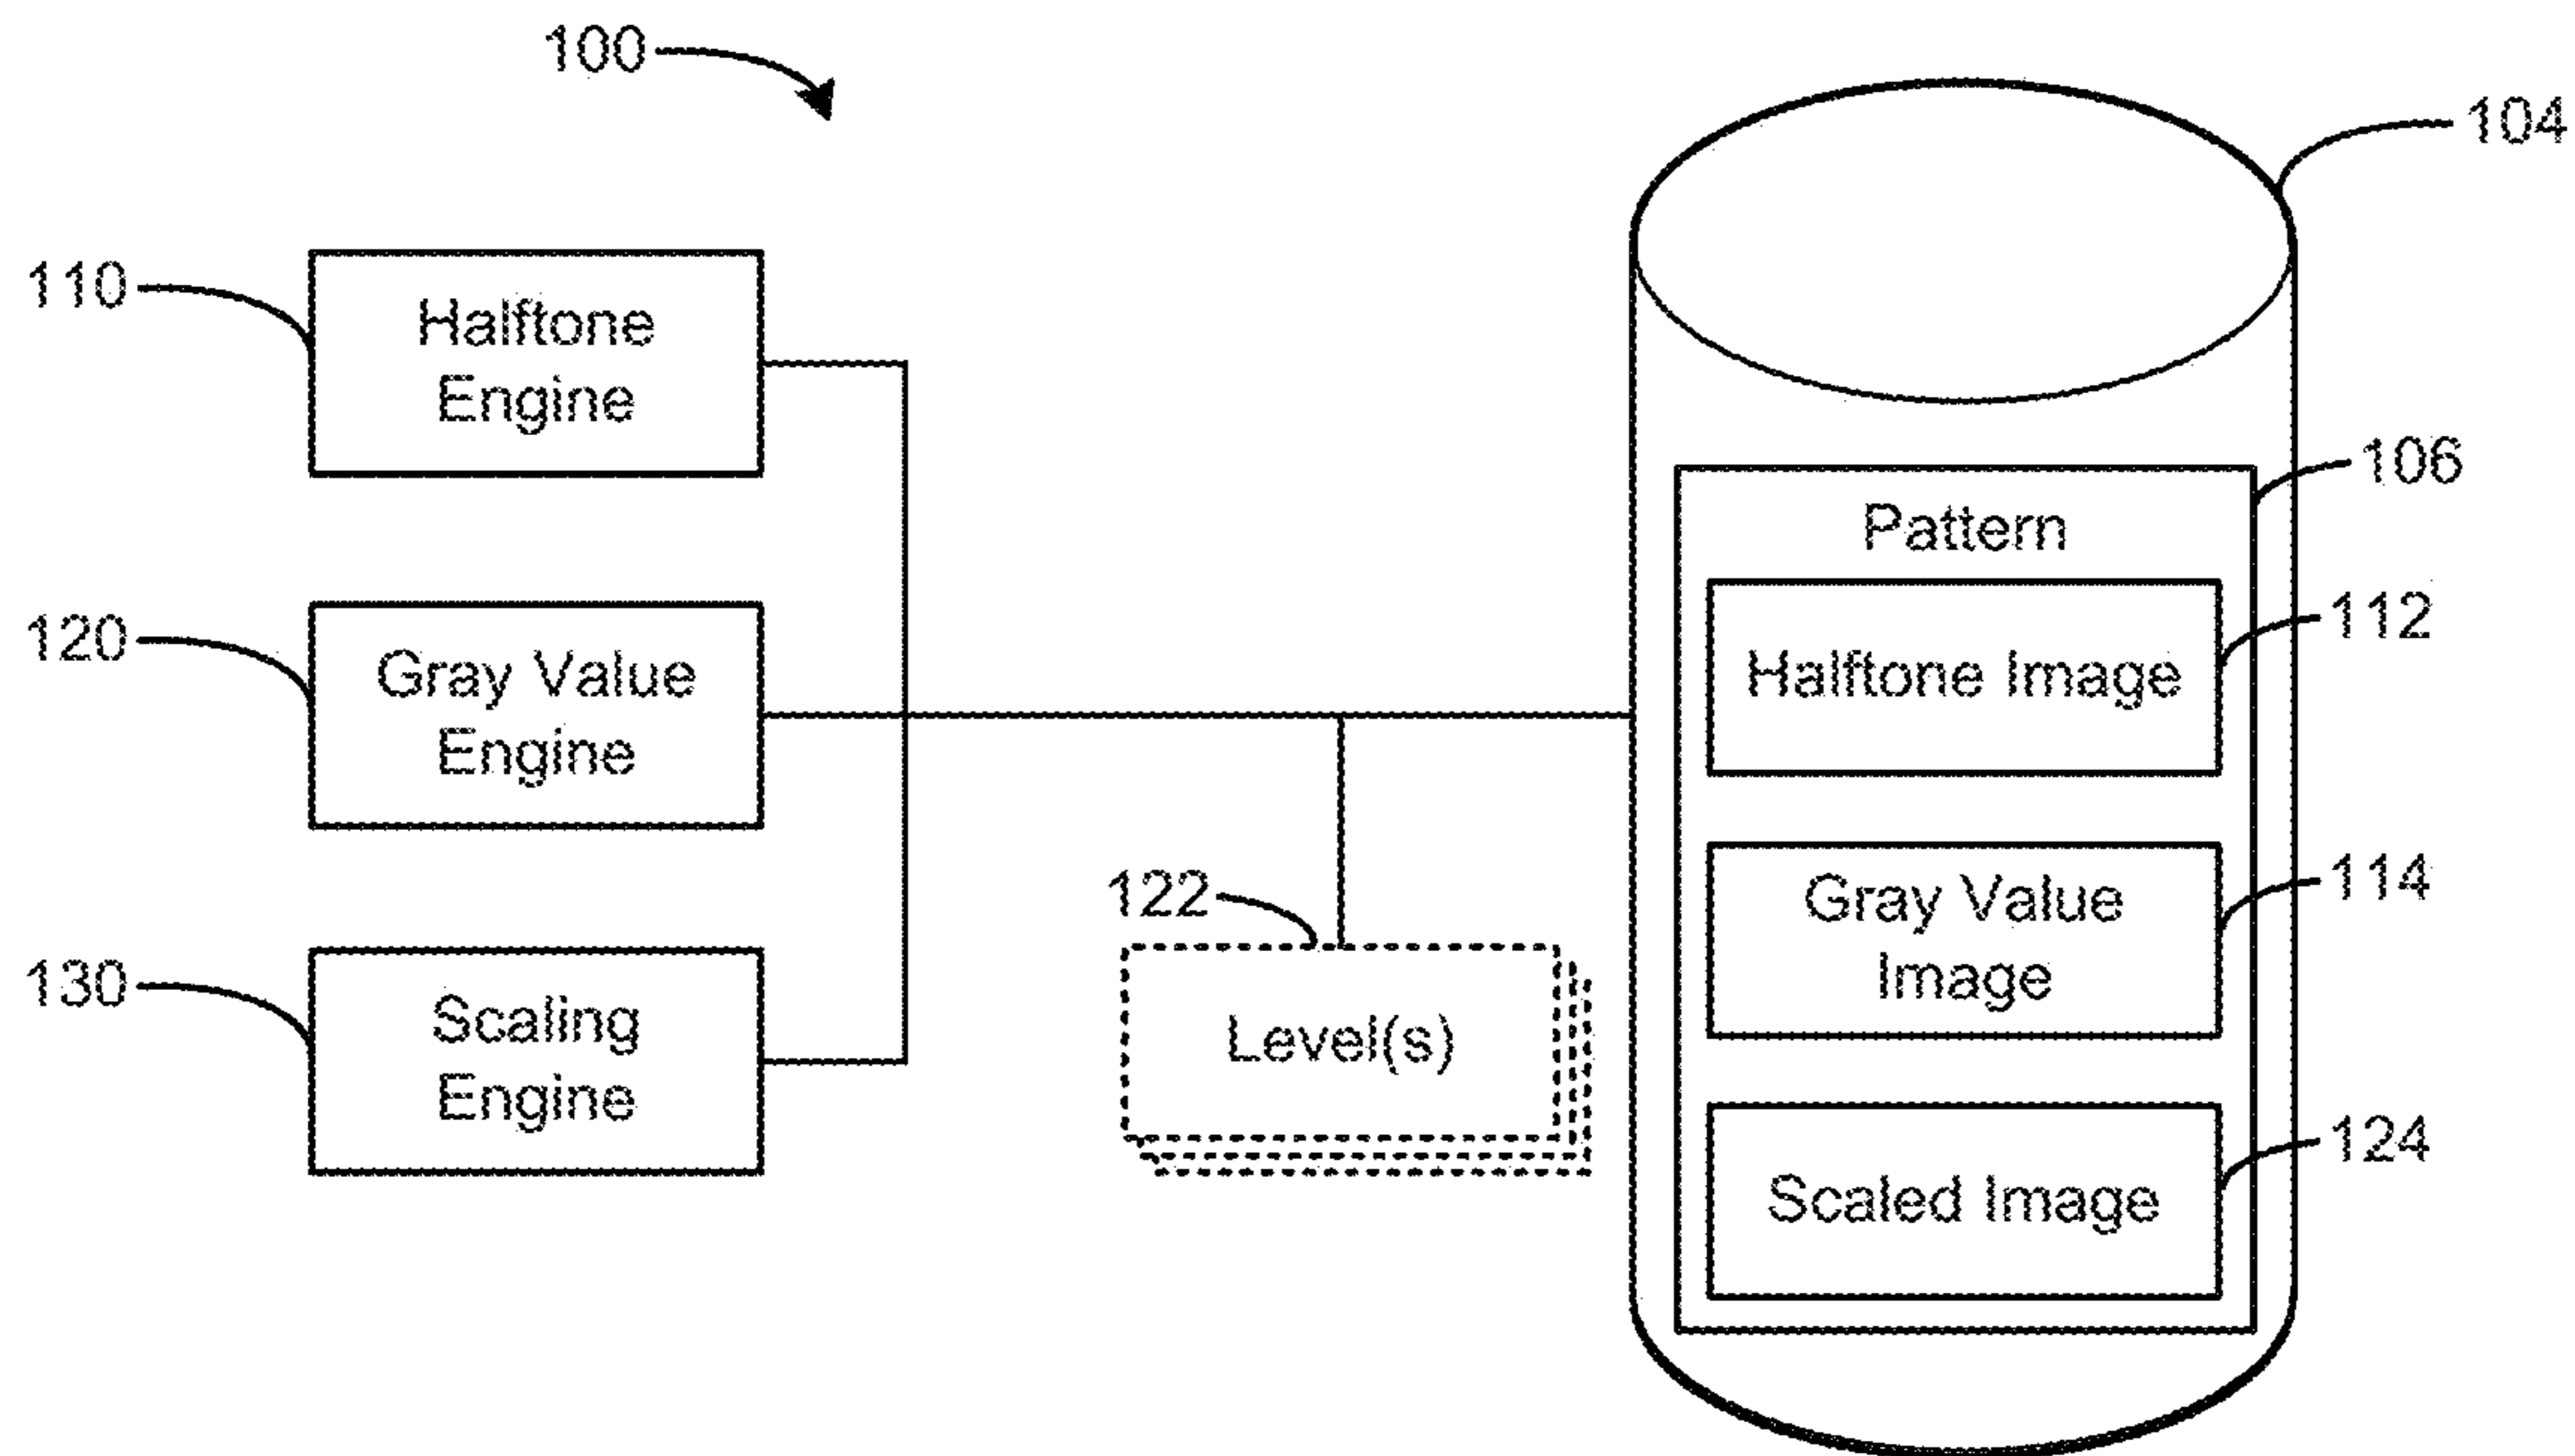 100
104
110
Halftone
Engine
106
Pattern
112
Halftone Image
120
Gray Value
Engine
114
Gray Value
Image
122
Level(s)
130
Scaling
Engine
124
Scaled Image